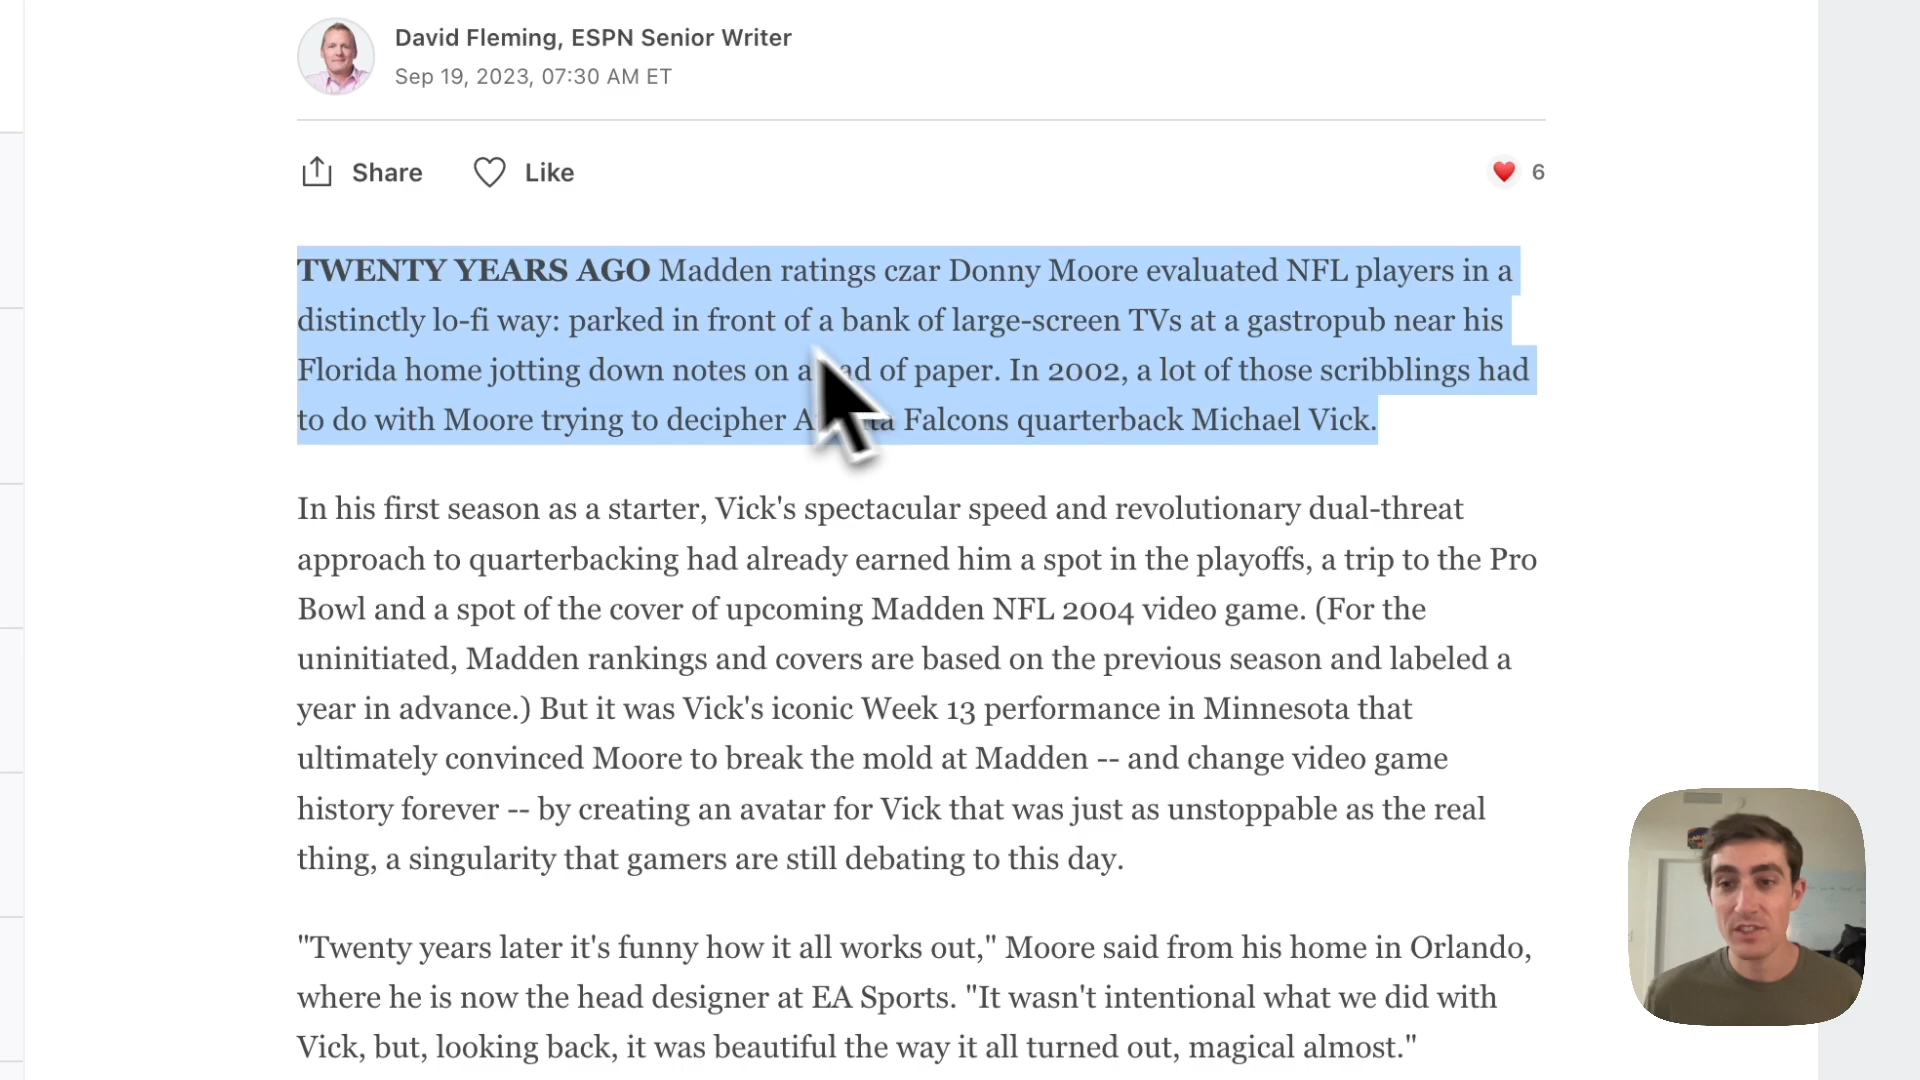 David Fleming, ESPN Senior Writer
Sep 19, 2023, 07:30 AM ET
Share Like 6
TWENTY YEARS AGO Madden ratings czar Donny Moore evaluated NFL players in a
distinctly lo-fi way: parked in front of a bank of large-screen TVs at a gastropub near his
Florida home jotting down notes on a of paper. In 2002, a lot of those scribblings had
to do with Moore trying to decipher Falcons quarterback Michael Vick.
In his first season as a starter, Vick's spectacular speed and revolutionary dual-threat
approach to quarterbacking had already earned him a spot in the playoffs, a trip to the Pro
Bowl and a spot of the cover of upcoming Madden NFL 2004 video game. (For the
uninitiated, Madden rankings and covers are based on the previous season and labeled a
year in advance.) But it was Vick's iconic Week 13 performance in Minnesota that
ultimately convinced Moore to break the mold at Madden -- and change video game
history forever -- by creating an avatar for Vick that was just as unstoppable as the real
thing, a singularity that gamers are still debating to this day.
"Twenty years later it's funny how it all works out," Moore said from his home in Orlando,
where he is now the head designer at EA Sports. "It wasn't intentional what we did with
Vick, but, looking back, it was beautiful the way it all turned out, magical almost."